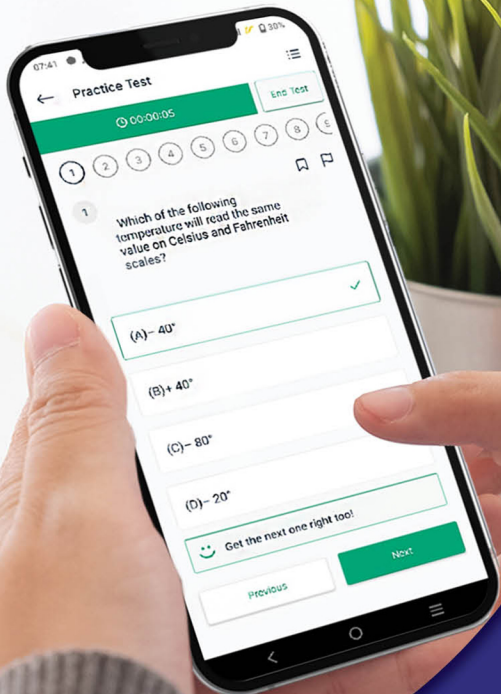 07:41
30%
Practice Test
00:00:05
End Test
1 2 3 4 5 6 7 8 9
1
Which of the following
temperature will read the same
value on Celsius and Fahrenheit
scales?
(A)– 40°
(B)+ 40°
(C)– 80°
(D)– 20°
Get the next one right too!
Previous
Next